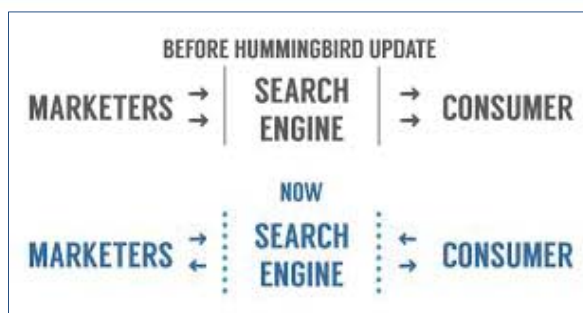 BEFORE HUMMINGBIRD UPDATE
MARKETERS → → SEARCH ENGINE → → CONSUMER
NOW
MARKETERS → ← SEARCH ENGINE ← → CONSUMER